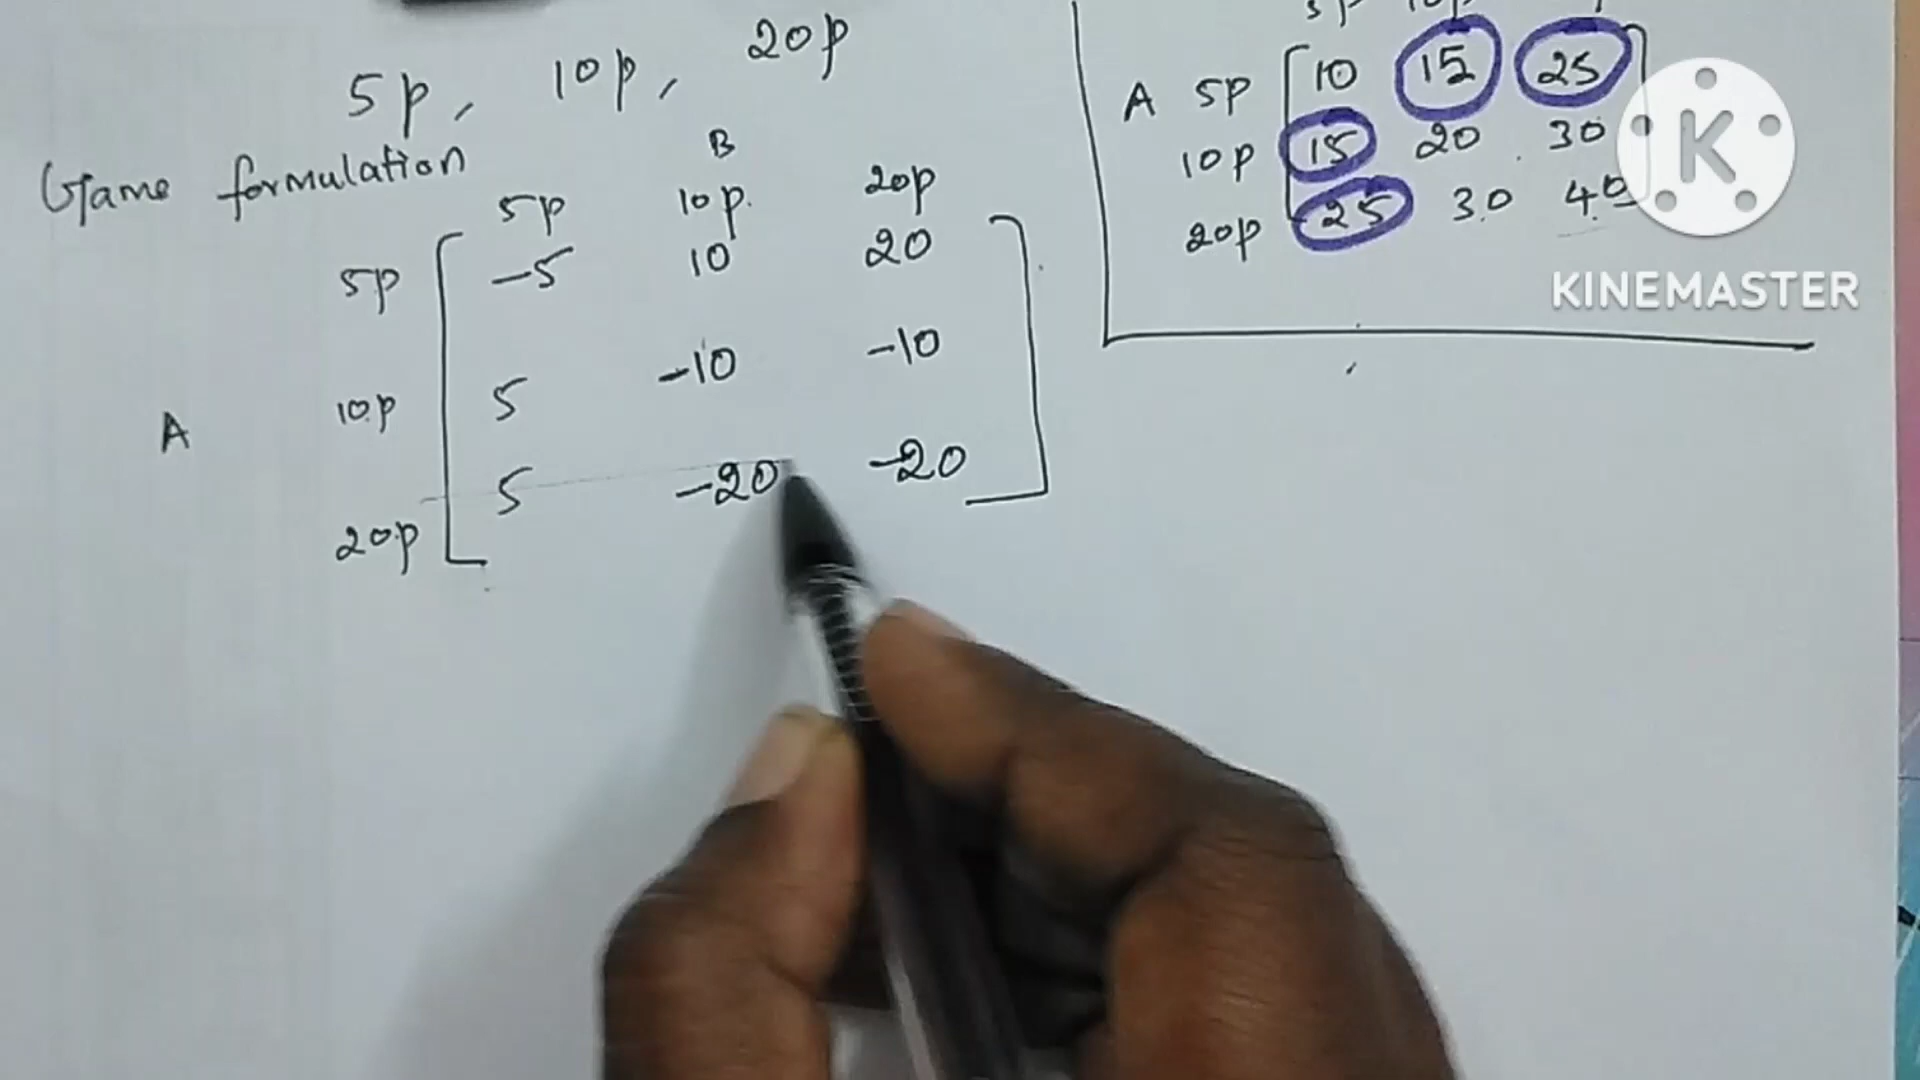 5p, 10p, 20p
Game formulation
B
5p 10p. 20p
5p -5 10 20
10p 5 -10 -10
A
20p 5 -20 -20
A 5p 10 15 25
10p 15 20 . 30
20p 25 30 40
K
KINEMASTER